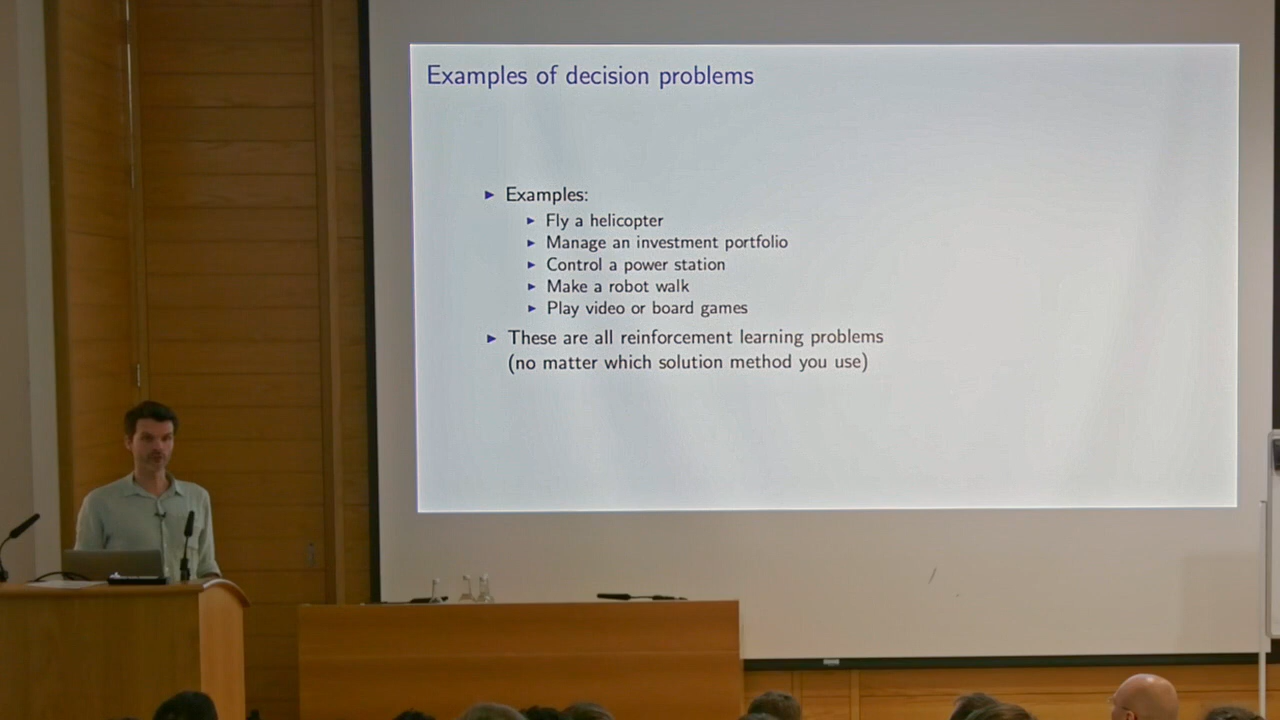 Examples of decision problems
▶ Examples:
▶ Fly a helicopter
▶ Manage an investment portfolio
▶ Control a power station
▶ Make a robot walk
▶ Play video or board games
▶ These are all reinforcement learning problems
(no matter which solution method you use)